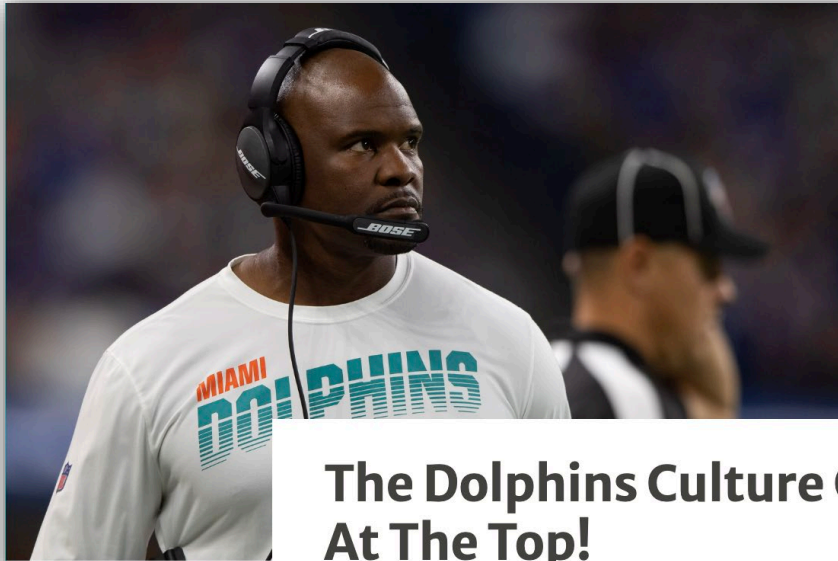 BOSE
BOSE
MIAMI
DOLPHINS
The Dolphins Culture
At The Top!